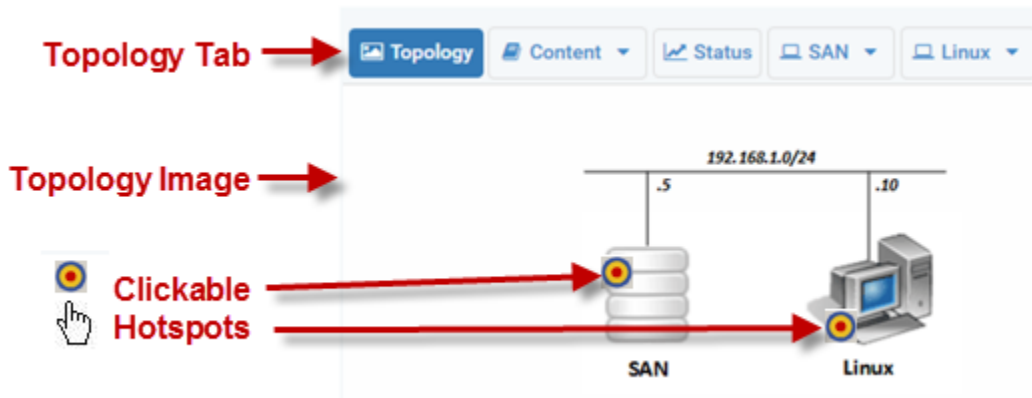 Topology Tab
Topology
Content
Status
SAN
Linux
192.168.1.0/24
.5
.10
Topology Image
Clickable
Hotspots
SAN
Linux